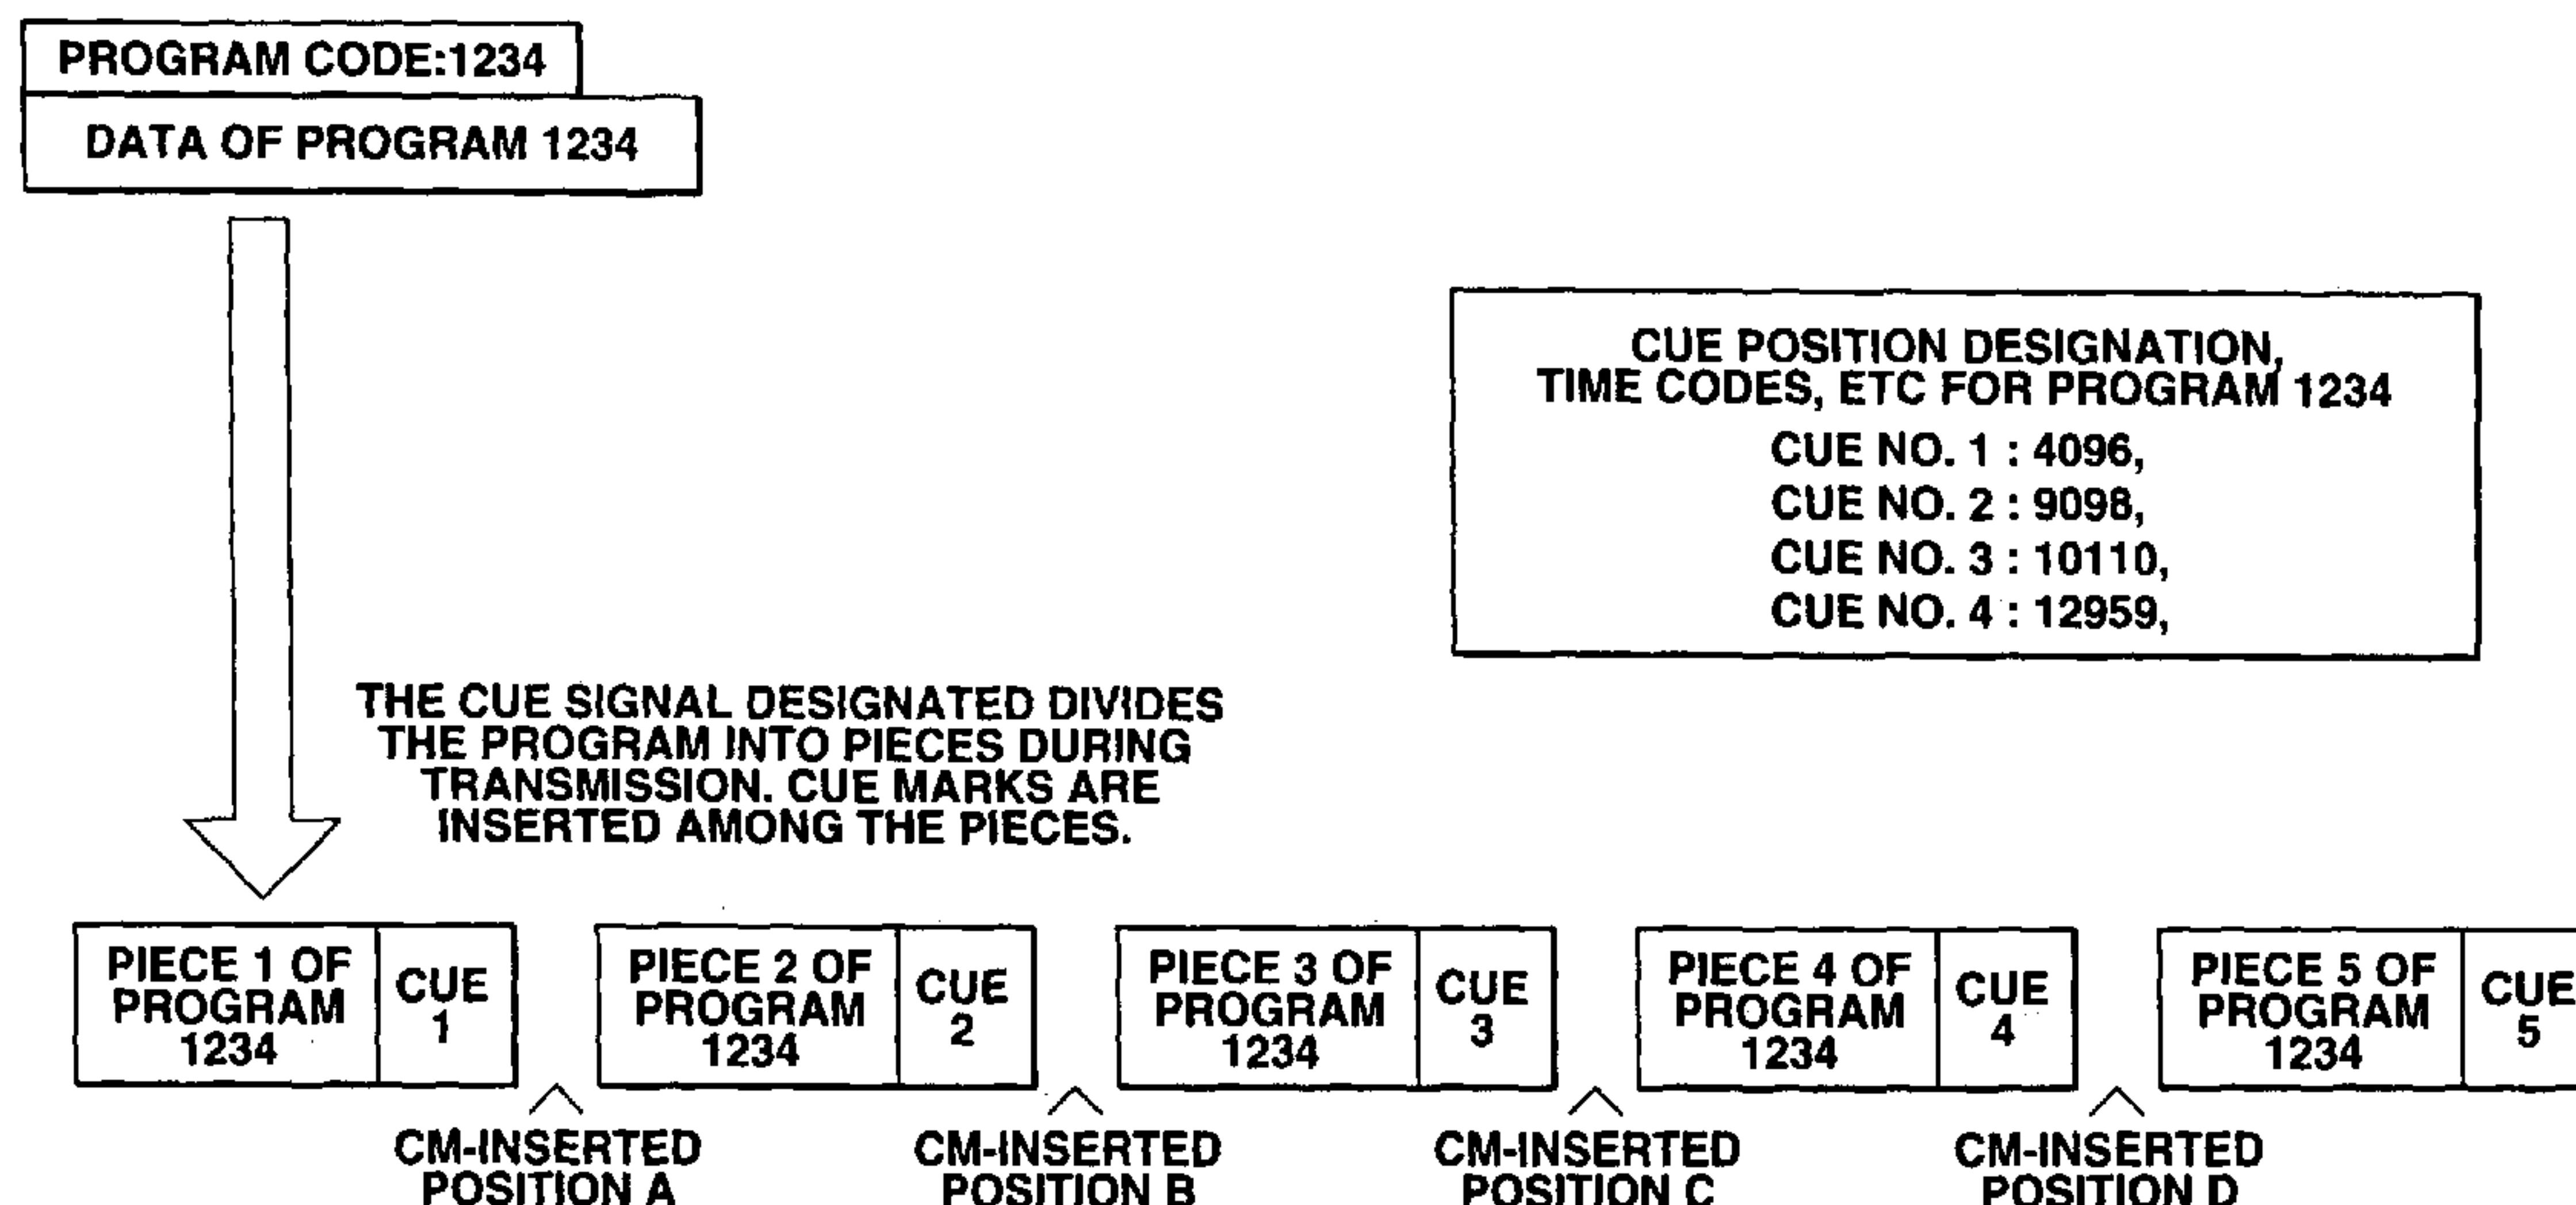 PROGRAM CODE:1234
DATA OF PROGRAM 1234
CUE POSITION DESIGNATION,
TIME CODES, ETC FOR PROGRAM 1234
CUE NO. 1 : 4096,
CUE NO. 2 : 9098,
CUE NO. 3 : 10110,
CUE NO. 4 : 12959,
THE CUE SIGNAL DESIGNATED DIVIDES
THE PROGRAM INTO PIECES DURING
TRANSMISSION. CUE MARKS ARE
INSERTED AMONG THE PIECES.
PIECE 1 OF
PROGRAM
1234
CUE
1
PIECE 2 OF
PROGRAM
1234
CUE
2
PIECE 3 OF
PROGRAM
1234
CUE
3
PIECE 4 OF
PROGRAM
1234
CUE
4
PIECE 5 OF
PROGRAM
1234
CUE
5
CM-INSERTED
POSITION A
CM-INSERTED
POSITION B
CM-INSERTED
POSITION C
CM-INSERTED
POSITION D